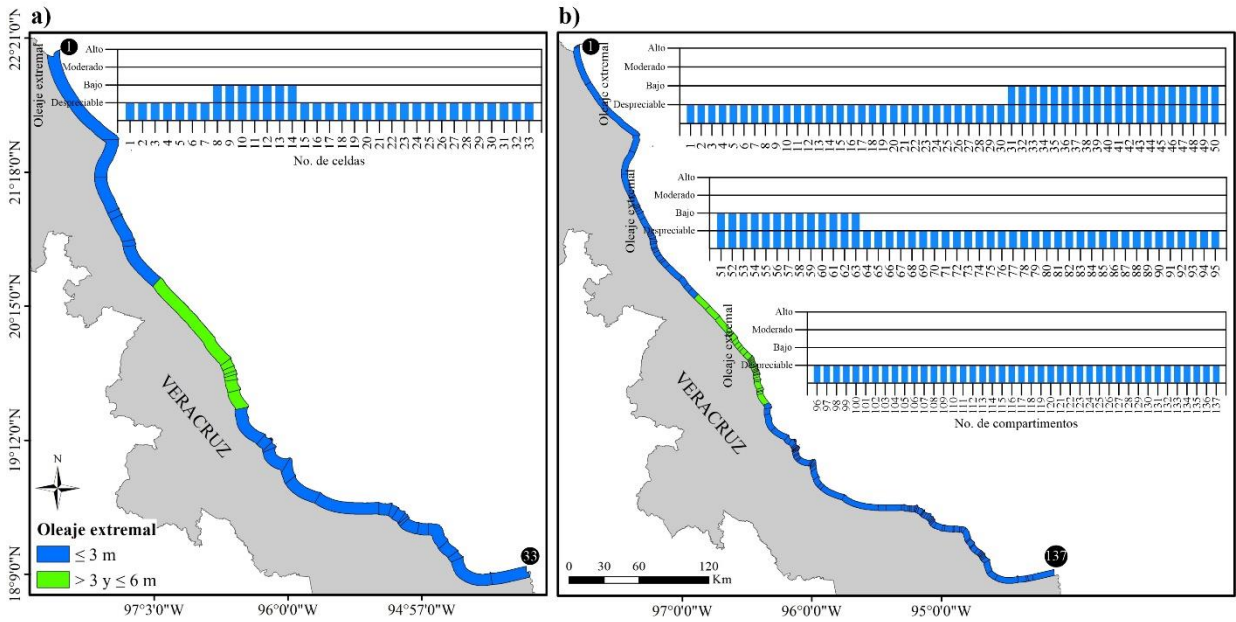 a)
22°21'0"N
21°18'0"N
20°15'0"N
19°12'0"N
18°9'0"N
1
Oleaje extremal
Alto
Moderado
Bajo
Despreciable
1 2 3 4 5 6 7 8 9 10 11 12 13 14 15 16 17 18 19 20 21 22 23 24 25 26 27 28 29 30 31 32 33
No. de celdas
VERACRUZ
N
Oleaje extremal
≤ 3 m
> 3 y ≤ 6 m
33
97°3'0"W 96°0'0"W 94°57'0"W
b)
1
Oleaje extremal
Alto
Moderado
Bajo
Despreciable
1 2 3 4 5 6 7 8 9 10 11 12 13 14 15 16 17 18 19 20 21 22 23 24 25 26 27 28 29 30 31 32 33 34 35 36 37 38 39 40 41 42 43 44 45 46 47 48 49 50
Oleaje extremal
Alto
Moderado
Bajo
Despreciable
51 52 53 54 55 56 57 58 59 60 61 62 63 64 65 66 67 68 69 70 71 72 73 74 75 76 77 78 79 80 81 82 83 84 85 86 87 88 89 90 91 92 93 94 95
Oleaje extremal
Alto
Moderado
Bajo
Despreciable
96 97 98 99 100 101 102 103 104 105 106 107 108 109 110 111 112 113 114 115 116 117 118 119 120 121 122 123 124 125 126 127 128 129 130 131 132 133 134 135 136 137
No. de compartimentos
VERACRUZ
137
0 30 60 120
Km
97°0'0"W 96°0'0"W 95°0'0"W